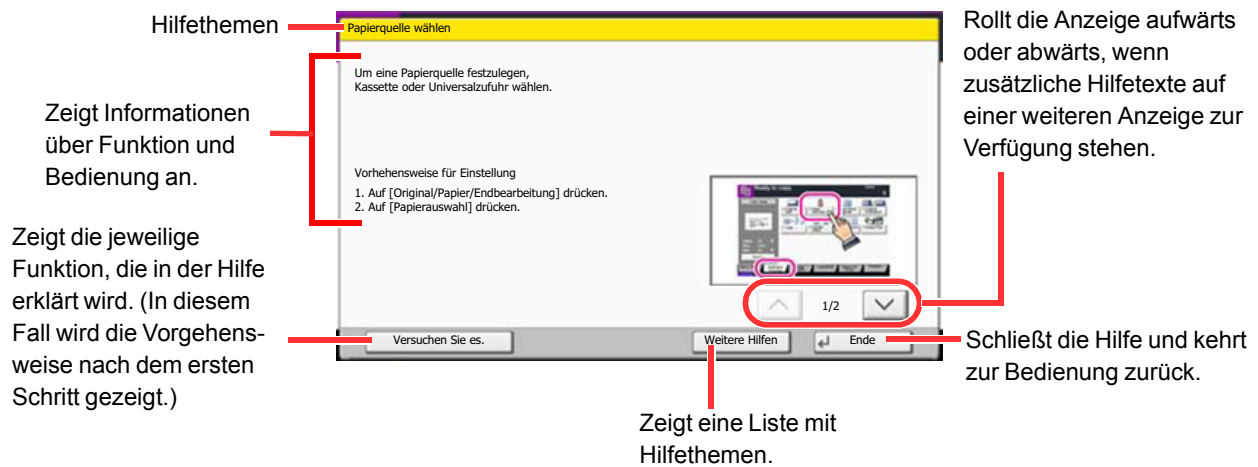 Hilfethemen
Papierquelle wählen
Um eine Papierquelle festzulegen,
Kassette oder Universalzufuhr wählen.
Zeigt Informationen
über Funktion und
Bedienung an.
Vorhehensweise für Einstellung
1. Auf [Original/Papier/Endbearbeitung] drücken.
2. Auf [Papierauswahl] drücken.
Rollt die Anzeige aufwärts
oder abwärts, wenn
zusätzliche Hilfetexte auf
einer weiteren Anzeige zur
Verfügung stehen.
Zeigt die jeweilige
Funktion, die in der Hilfe
erklärt wird. (In diesem
Fall wird die Vorgehens-
weise nach dem ersten
Schritt gezeigt.)
1/2
Versuchen Sie es.
Weitere Hilfen
Ende
Schließt die Hilfe und kehrt
zur Bedienung zurück.
Zeigt eine Liste mit
Hilfethemen.